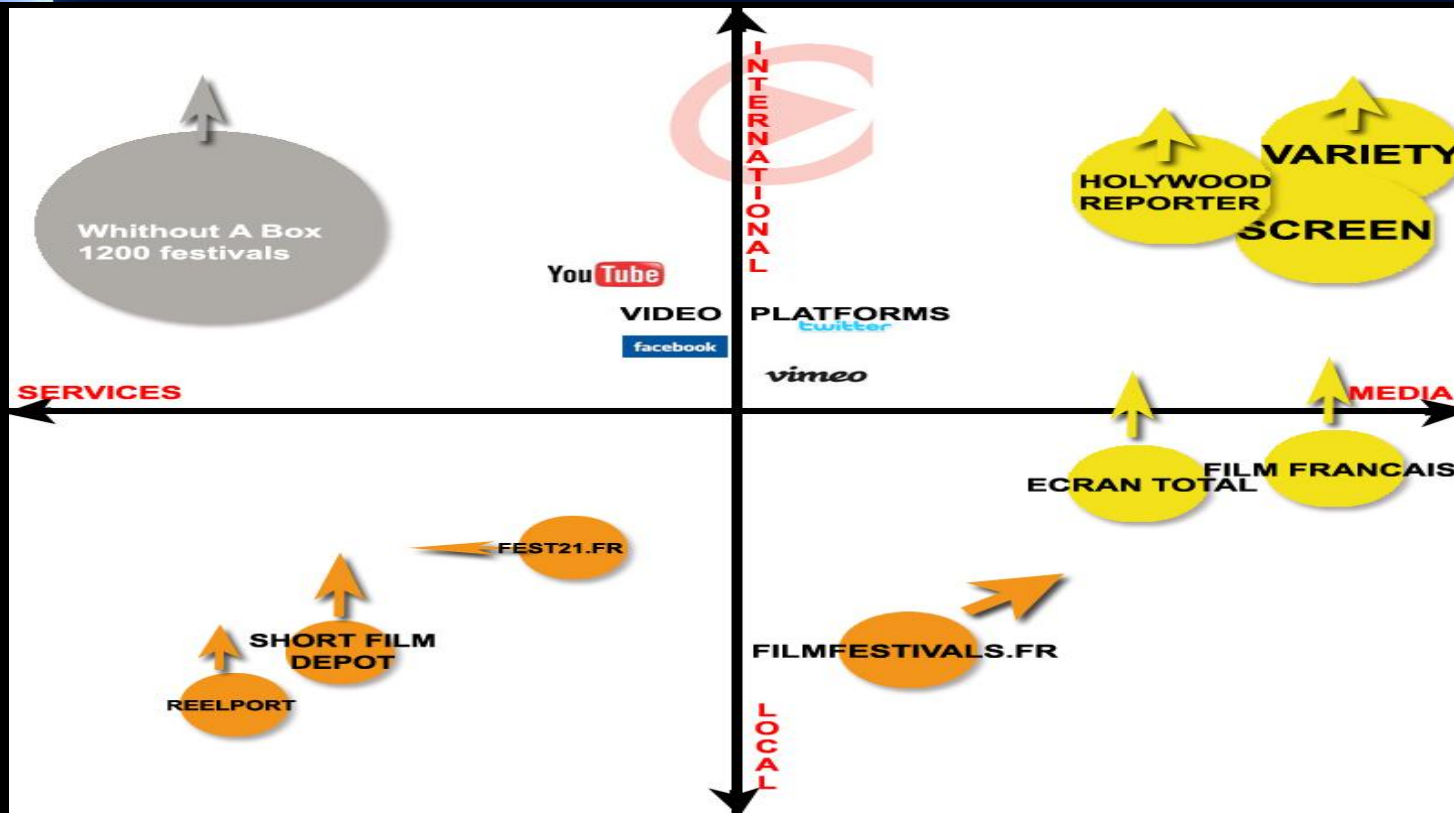 INTERNATIONAL
VARIETY
HOLYWOOD
REPORTER
SCREEN
Whithout A Box
1200 festivals
YouTube
VIDEO PLATFORMS
twitter
facebook
vimeo
SERVICES
MEDIA
ECRAN TOTAL
FILM FRANCAIS
FEST21.FR
SHORT FILM
DEPOT
FILMFESTIVALS.FR
REELPORT
LOCAL